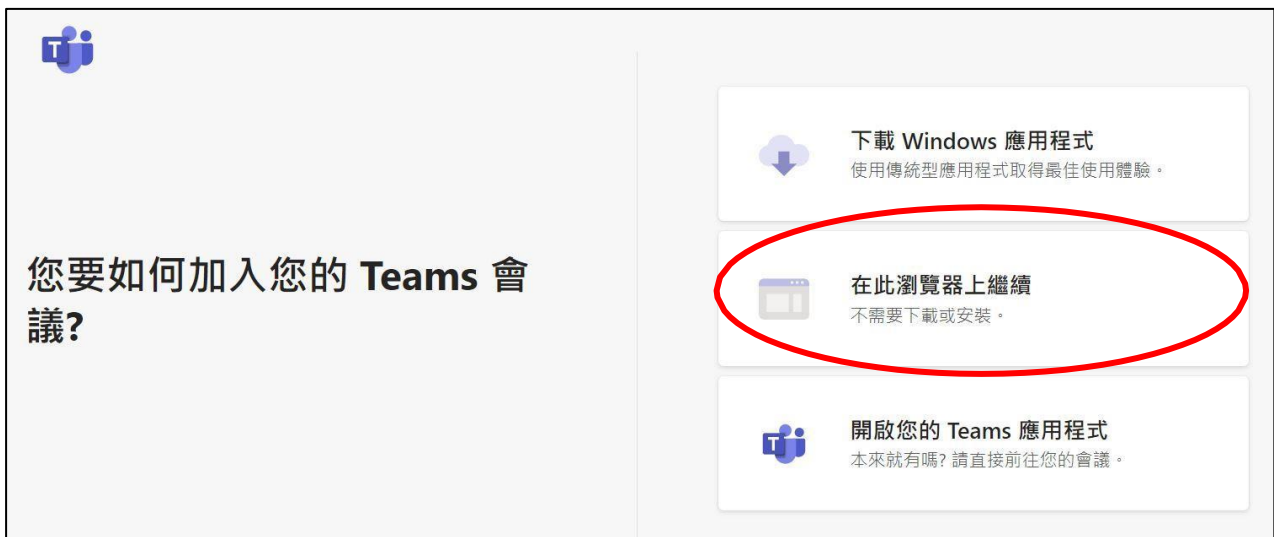 您要如何加入您的 Teams 會
議?
下載 Windows 應用程式
使用傳統型應用程式取得最佳使用體驗。
在此瀏覽器上繼續
不需要下載或安裝。
開啟您的 Teams 應用程式
本來就有嗎? 請直接前往您的會議。